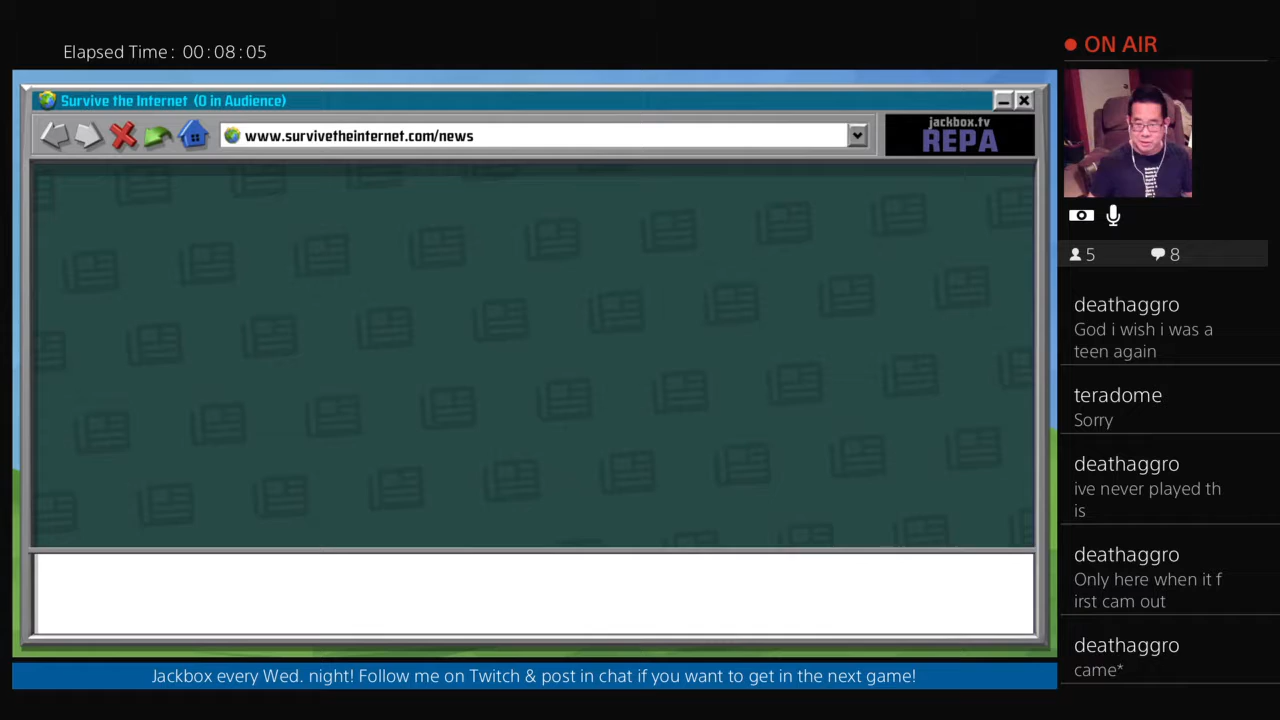 Elapsed Time: 00:08:05
ON AIR
Survive the Internet (0 in Audience)
www.survivetheinternet.com/news
jackbox.tv
REPA
5 8
deathaggro
God i wish i was a
teen again
teradome
Sorry
deathaggro
ive never played th
is
deathaggro
Only here when it f
irst cam out
deathaggro
came*
Jackbox every Wed. night! Follow me on Twitch & post in chat if you want to get in the next game!